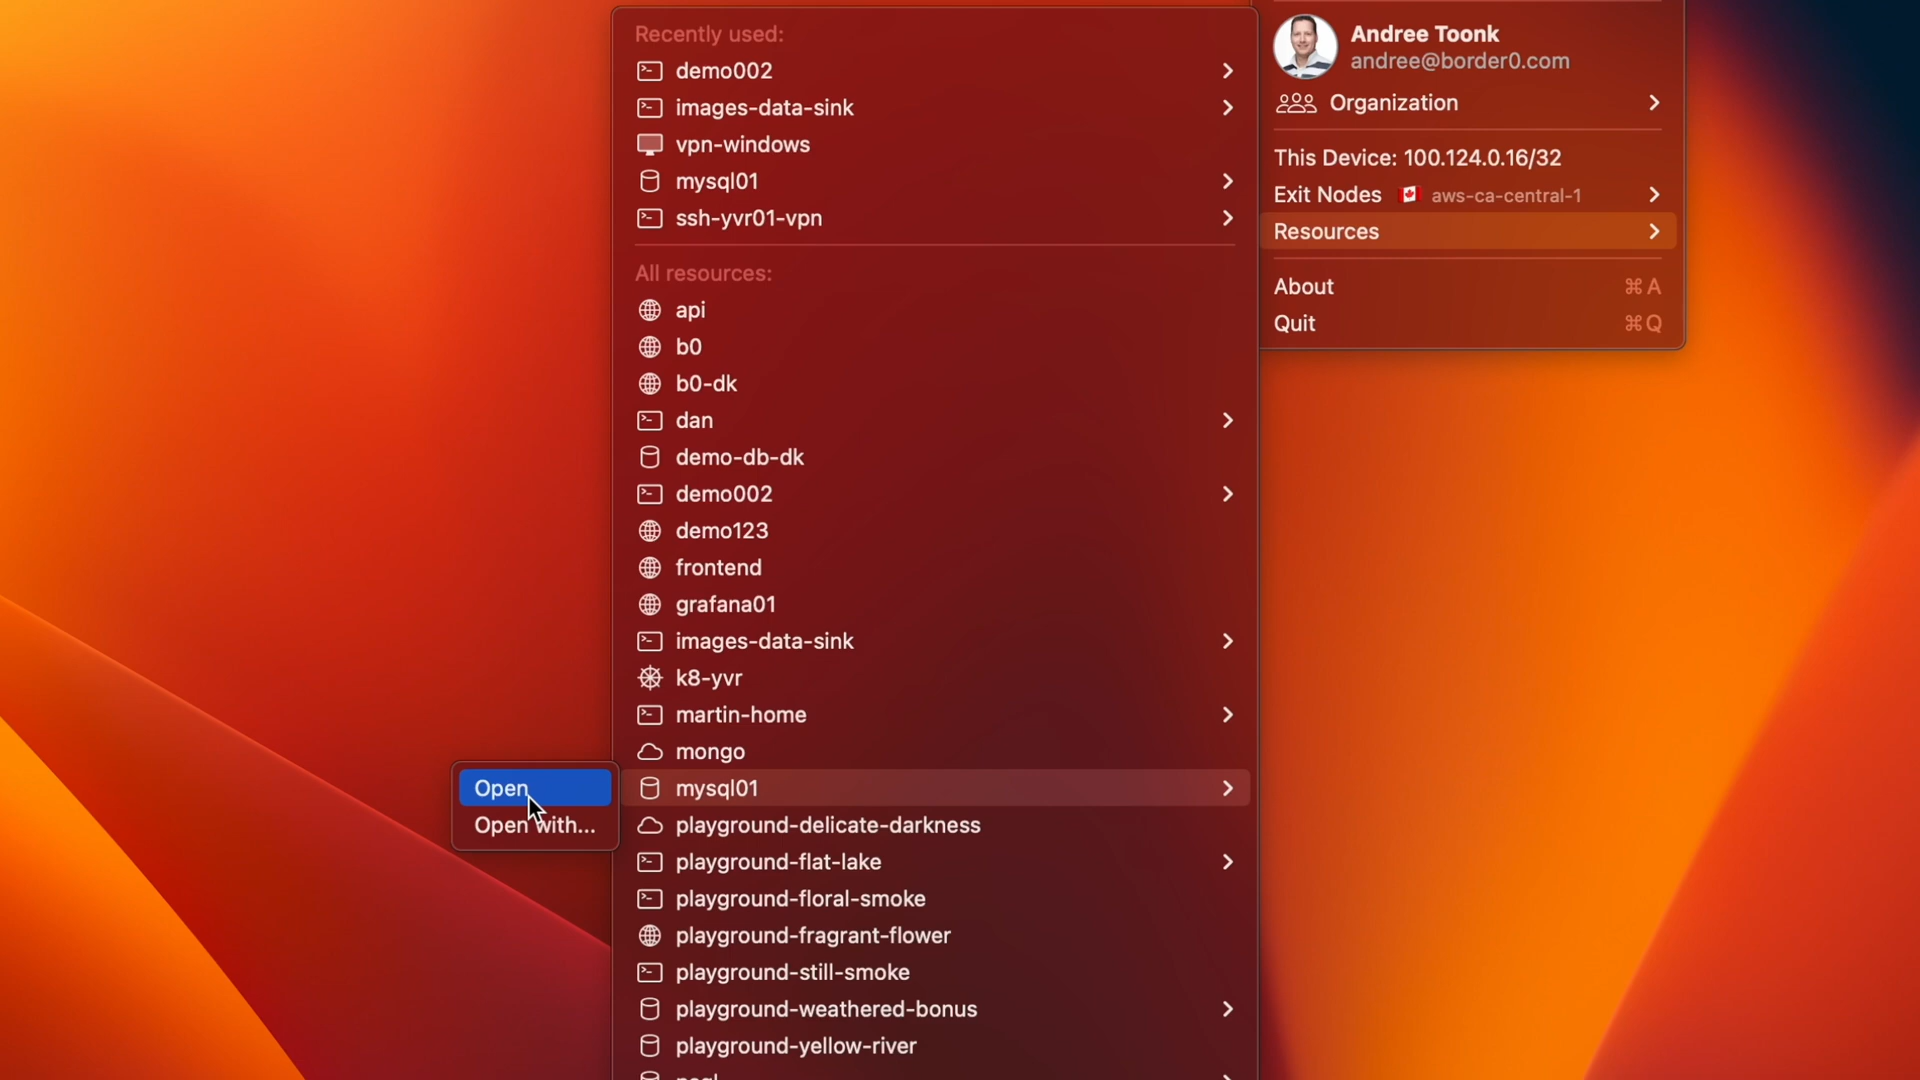 Recently used:
demo002
images-data-sink
vpn-windows
mysql01
ssh-yvr01-vpn
All resources:
api
b0
b0-dk
dan
demo-db-dk
demo002
demo123
frontend
grafana01
images-data-sink
k8-yvr
martin-home
mongo
mysql01
playground-delicate-darkness
playground-flat-lake
playground-floral-smoke
playground-fragrant-flower
playground-still-smoke
playground-weathered-bonus
playground-yellow-river
Open
Open with...
Andree Toonk
andree@border0.com
Organization
This Device: 100.124.0.16/32
Exit Nodes 🇨🇦 aws-ca-central-1
Resources
About ⌘ A
Quit ⌘ Q